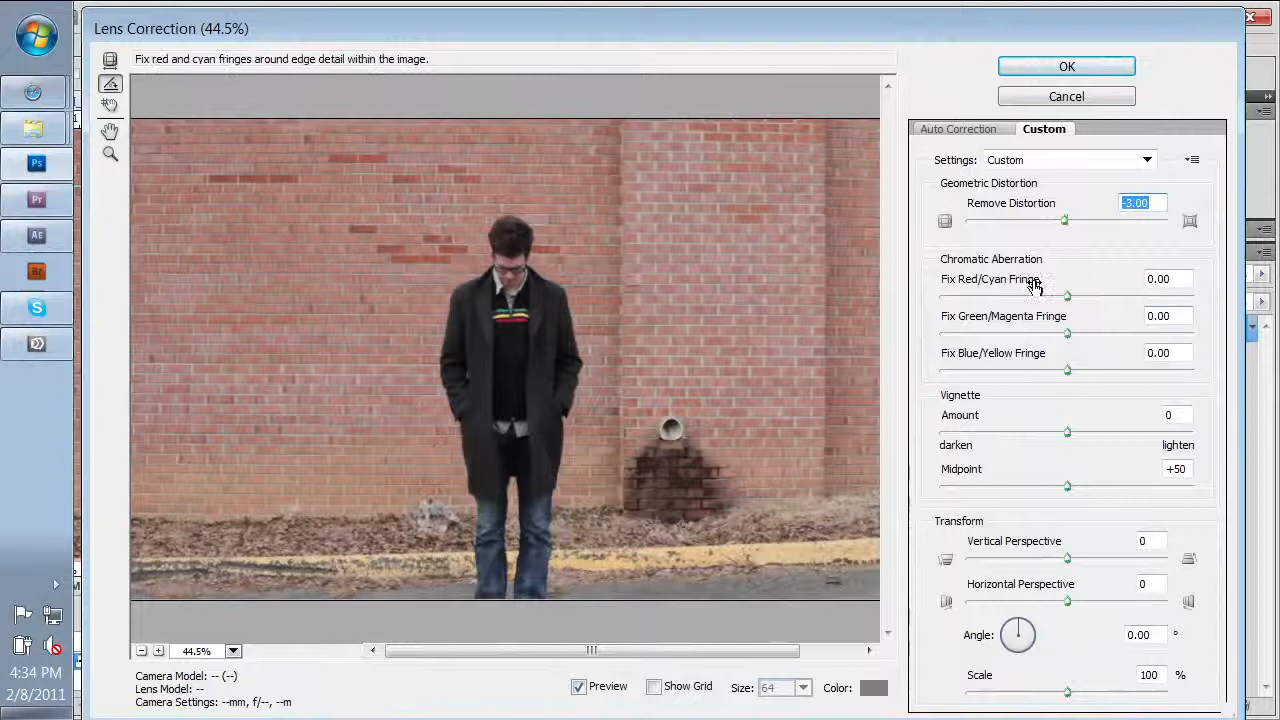 Lens Correction (44.5%)
Fix red and cyan fringes around edge detail within the image.
OK
Cancel
Auto Correction Custom
Settings: Custom
Geometric Distortion
Remove Distortion -3.00
Chromatic Aberration
Fix Red/Cyan Fringe 0.00
Fix Green/Magenta Fringe 0.00
Fix Blue/Yellow Fringe 0.00
Vignette
Amount 0
darken lighten
Midpoint +50
Transform
Vertical Perspective 0
Horizontal Perspective 0
Angle: 0.00 °
Scale 100 %
44.5%
Camera Model: -- (--)
Lens Model: --
Camera Settings: --mm, f/--, --m
Preview Show Grid Size: 64 Color:
Ps
Pr
AE
Br
S
4:34 PM
2/8/2011